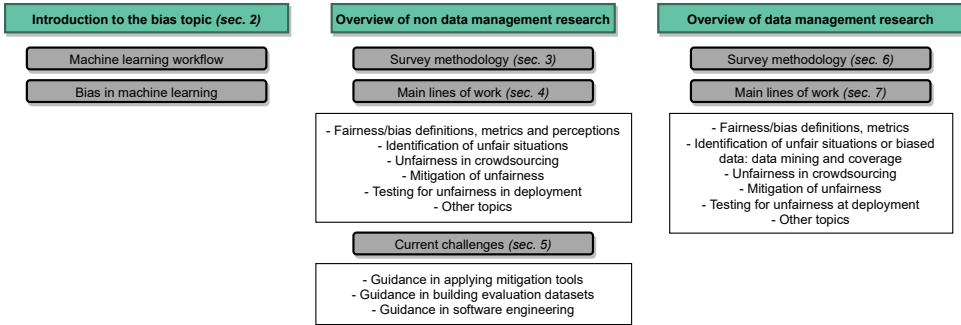 Introduction to the bias topic (sec. 2)
Machine learning workflow
Bias in machine learning
Overview of non data management research
Survey methodology (sec. 3)
Main lines of work (sec. 4)
- Fairness/bias definitions, metrics and perceptions
- Identification of unfair situations
- Unfairness in crowdsourcing
- Mitigation of unfairness
- Testing for unfairness in deployment
- Other topics
Current challenges (sec. 5)
- Guidance in applying mitigation tools
- Guidance in building evaluation datasets
- Guidance in software engineering
Overview of data management research
Survey methodology (sec. 6)
Main lines of work (sec. 7)
- Fairness/bias definitions, metrics
- Identification of unfair situations or biased
data: data mining and coverage
- Unfairness in crowdsourcing
- Mitigation of unfairness
- Testing for unfairness at deployment
- Other topics